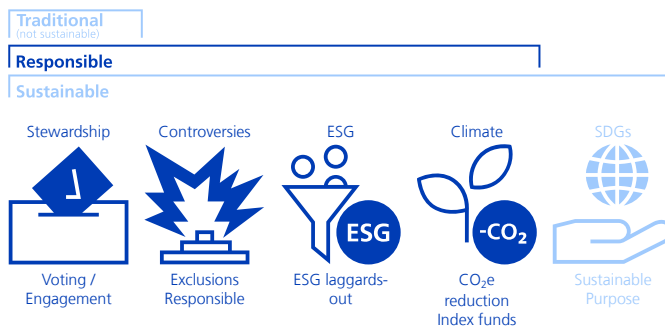 Traditional
(not sustainable)
Responsible
Sustainable
Stewardship
Controversies
ESG
Climate
SDGs
ESG
-CO₂
Voting /
Engagement
Exclusions
Responsible
ESG laggards-
out
CO₂e
reduction
Index funds
Sustainable
Purpose